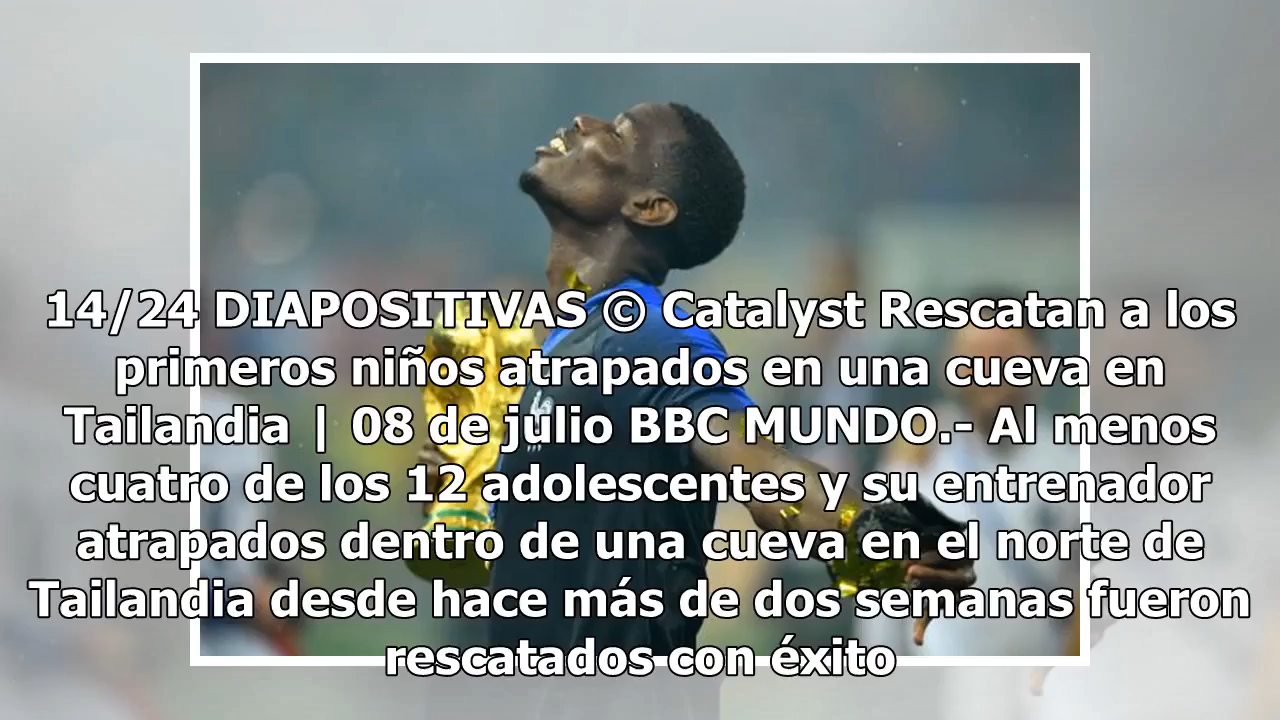 14/24 DIAPOSITIVAS © Catalyst Rescatan a los
primeros niños atrapados en una cueva en
Tailandia | 08 de julio BBC MUNDO.- Al menos
cuatro de los 12 adolescentes y su entrenador
atrapados dentro de una cueva en el norte de
Tailandia desde hace más de dos semanas fueron
rescatados con éxito